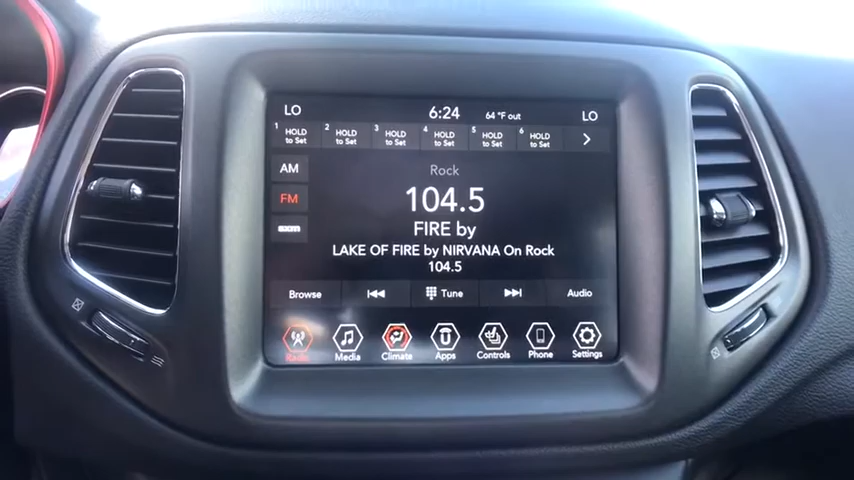 LO 6:24 64 °F out LO
1 HOLD to Set 2 HOLD to Set 3 HOLD to Set 4 HOLD to Set 5 HOLD to Set 6 HOLD to Set
AM
FM
SXM
Rock
104.5
FIRE by
LAKE OF FIRE by NIRVANA On Rock
104.5
Browse Tune Audio
Radio Media Climate Apps Controls Phone Settings